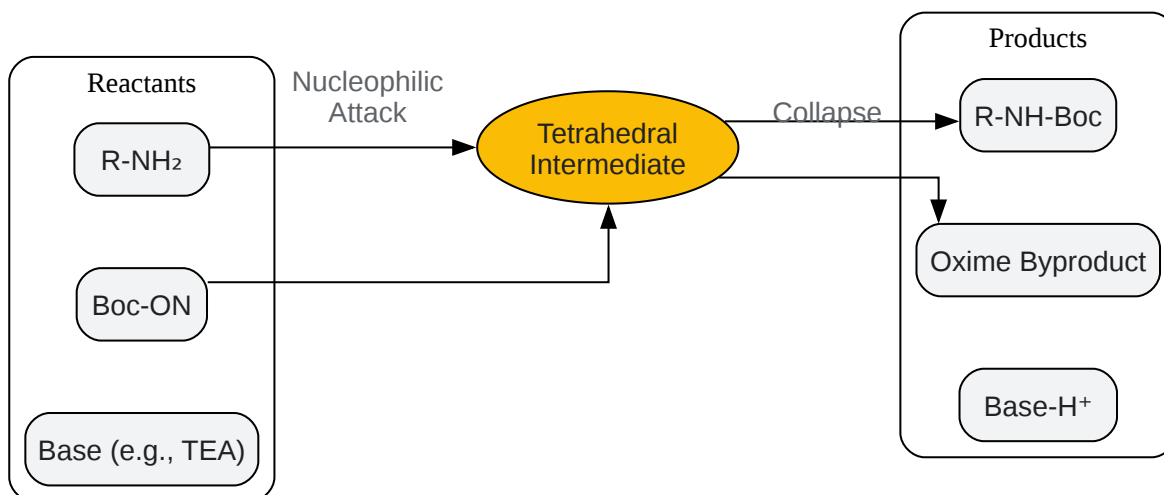 Reactants
R-NH₂
Boc-ON
Base (e.g., TEA)
Nucleophilic
Attack
Tetrahedral
Intermediate
Collapse
Products
R-NH-Boc
Oxime Byproduct
Base-H⁺